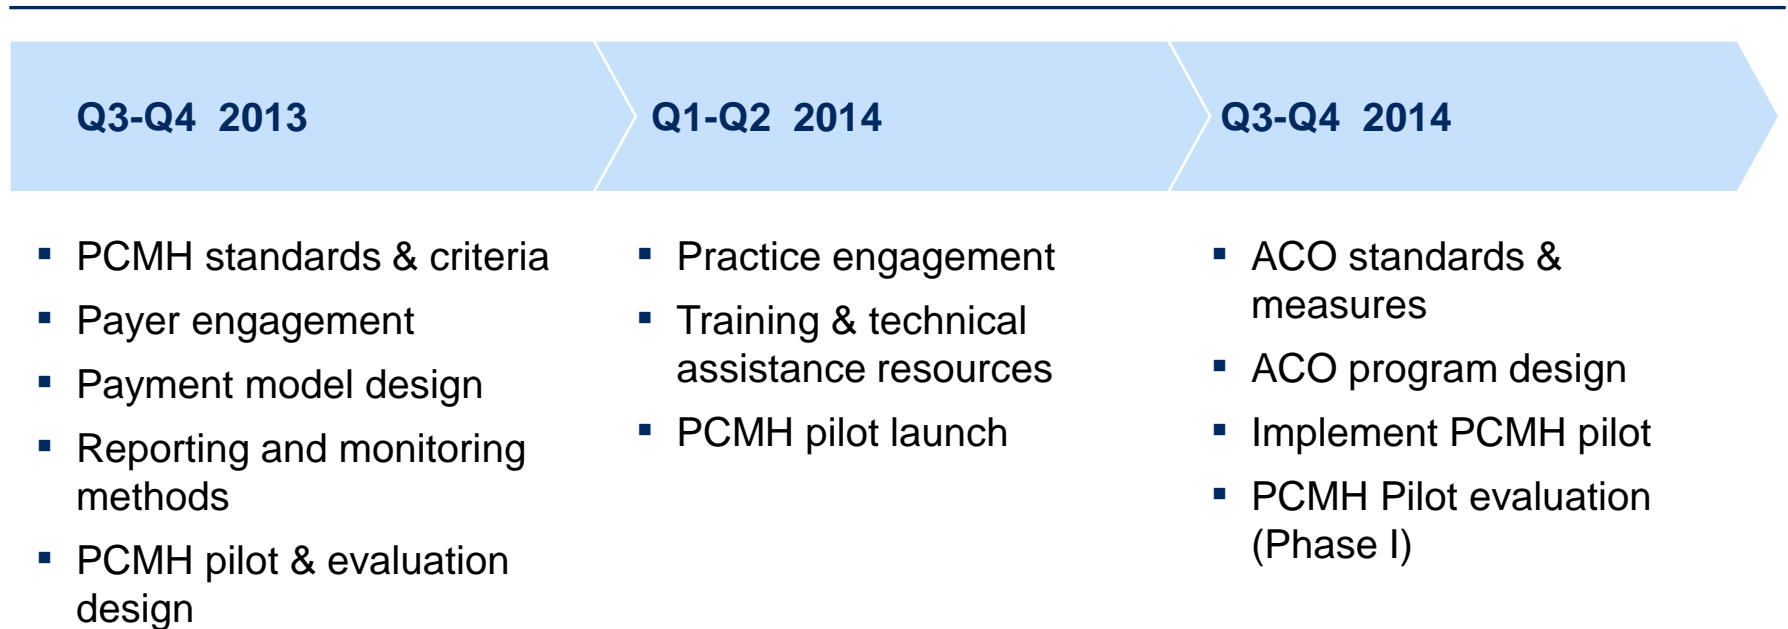 Q3-Q4 2013
Q1-Q2 2014
Q3-Q4 2014
▪ PCMH standards & criteria
▪ Payer engagement
▪ Payment model design
▪ Reporting and monitoring
methods
▪ PCMH pilot & evaluation
design
▪ Practice engagement
▪ Training & technical
assistance resources
▪ PCMH pilot launch
▪ ACO standards &
measures
▪ ACO program design
▪ Implement PCMH pilot
▪ PCMH Pilot evaluation
(Phase I)